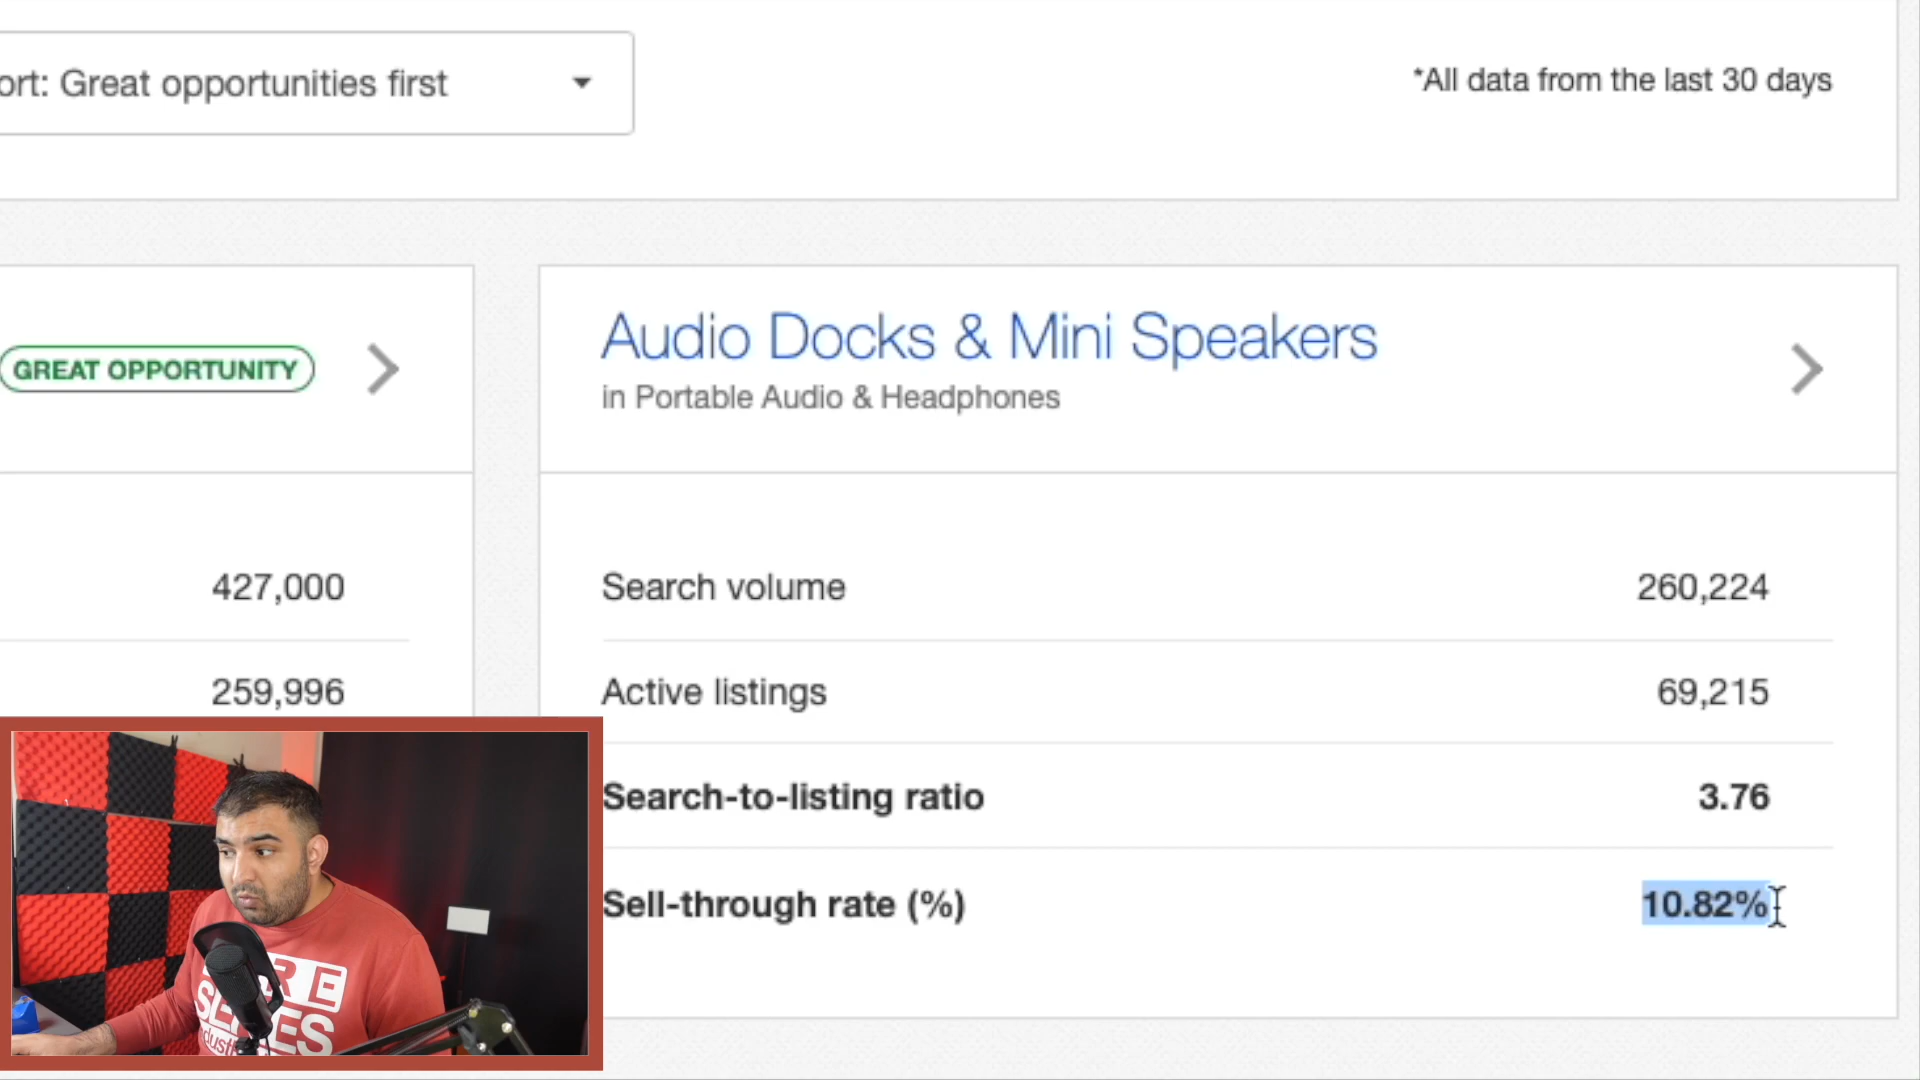 ort: Great opportunities first
*All data from the last 30 days
GREAT OPPORTUNITY
427,000
259,996
Audio Docks & Mini Speakers
in Portable Audio & Headphones
Search volume 260,224
Active listings 69,215
Search-to-listing ratio 3.76
Sell-through rate (%) 10.82%